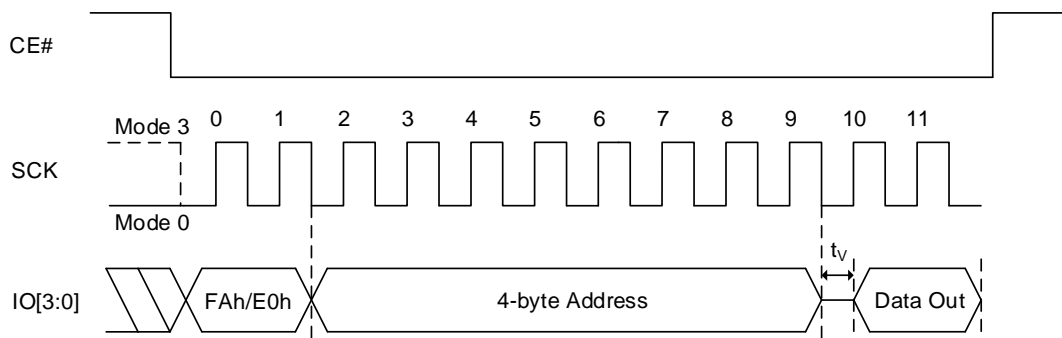 CE#
Mode 3
0 1 2 3 4 5 6 7 8 9 10 11
SCK
Mode 0
tV
IO[3:0]
FAh/E0h
4-byte Address
Data Out